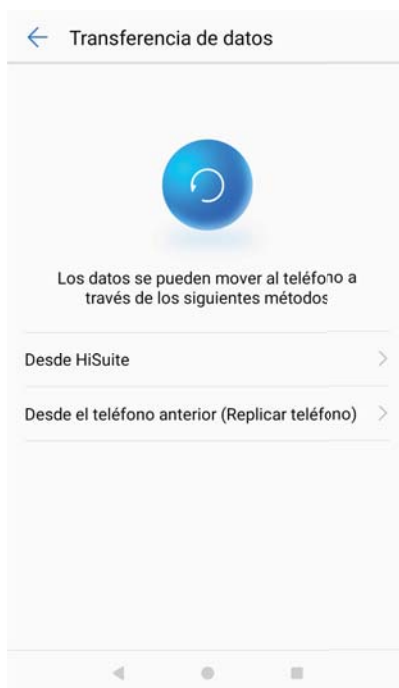 Transferencia de datos
Los datos se pueden mover al teléfono a
través de los siguientes métodos
Desde HiSuite
Desde el teléfono anterior (Replicar teléfono)